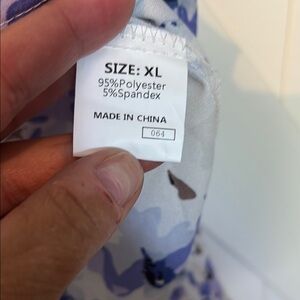 SIZE: XL
95%Polyester
5%Spandex
MADE IN CHINA
064